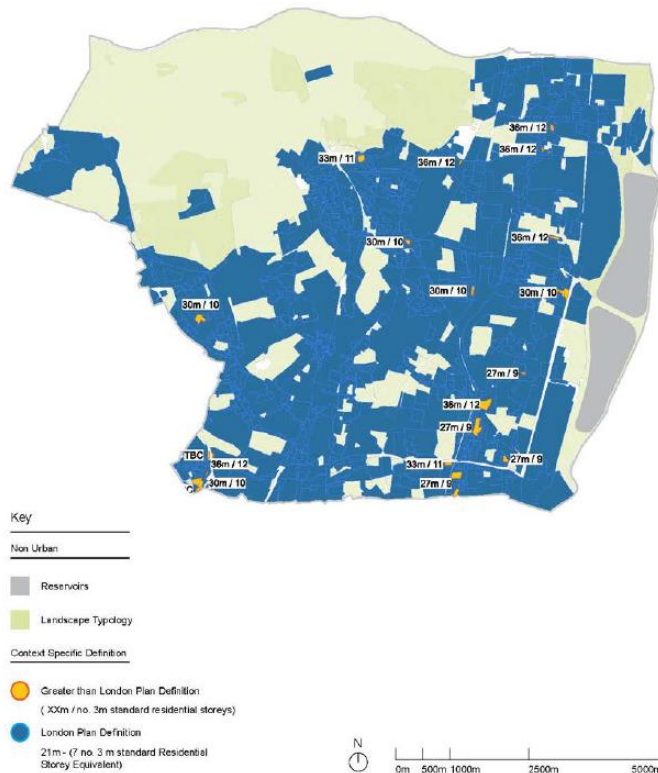 36m / 12
36m / 12
33m / 11
36m / 12
36m / 12
30m / 10
30m / 10
30m / 10
30m / 10
27m / 9
36m / 12
27m / 9
TBC
36m / 12
33m / 11
27m / 9
30m / 10
27m / 9
Key
Non Urban
Reservoirs
Landscape Typology
Context Specific Definition
Greater than London Plan Definition
( XXm / no. 3m standard residential storeys)
London Plan Definition
21m - (7 no. 3 m standard Residential
Storey Equivalent)
N
0m 500m 1000m 2500m 5000m